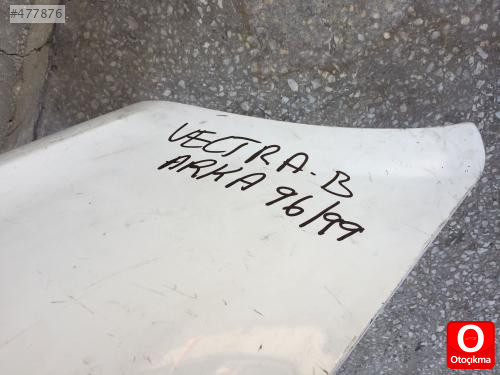 #477876
VECTRA-B
ARKA 96/99
O
Otoçıkma